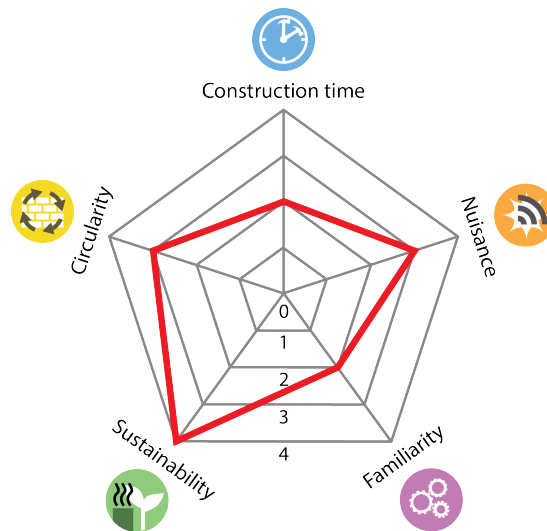 Construction time
Circularity
Nuisance
0
1
2
3
4
Sustainability
Familiarity